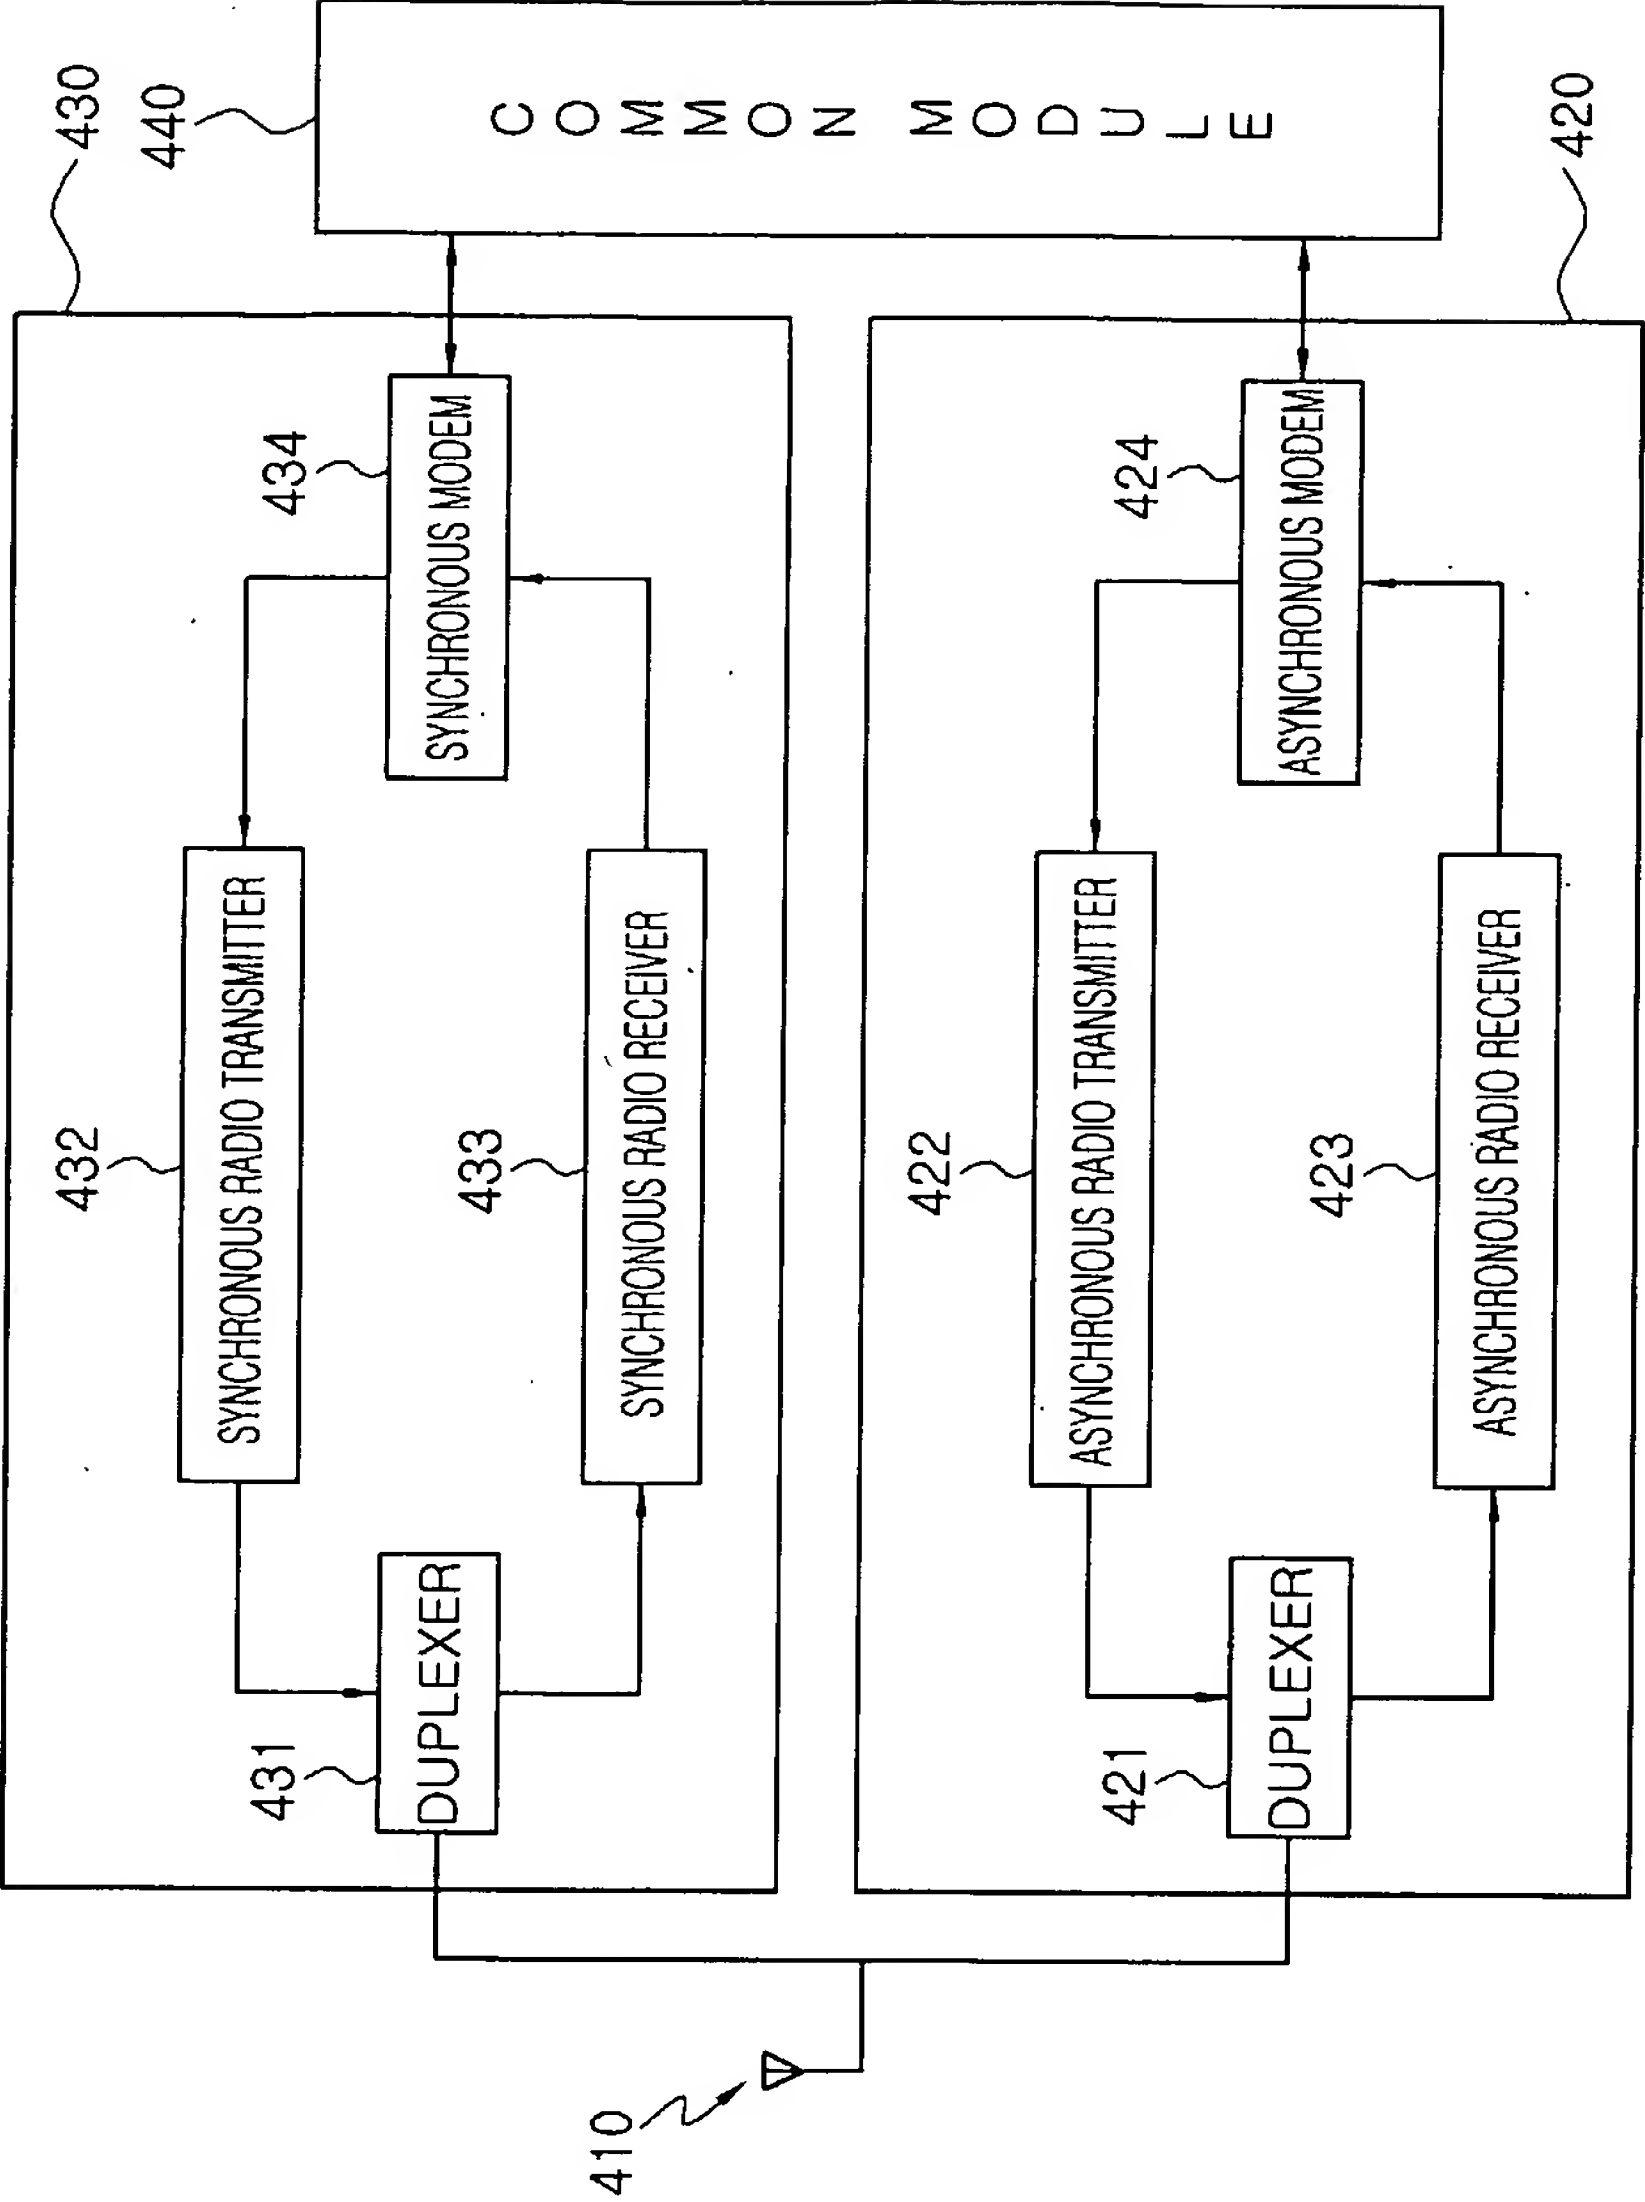 430
440
COMMON MODULE
434
SYNCHRONOUS MODEM
432
SYNCHRONOUS RADIO TRANSMITTER
433
SYNCHRONOUS RADIO RECEIVER
431
DUPLEXER
420
424
ASYNCHRONOUS MODEM
422
ASYNCHRONOUS RADIO TRANSMITTER
423
ASYNCHRONOUS RADIO RECEIVER
421
DUPLEXER
410